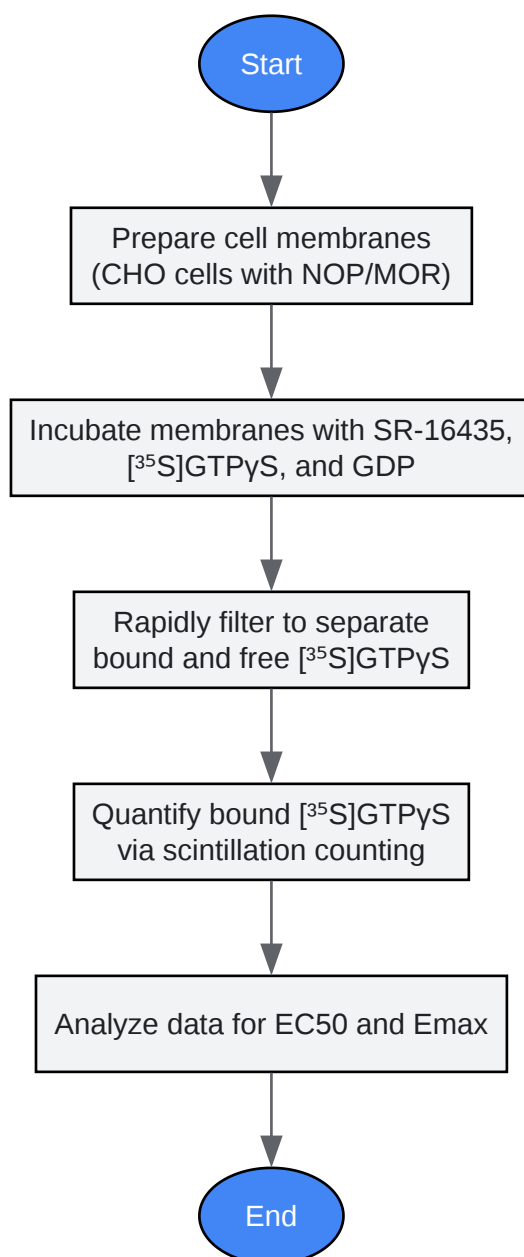 Start
Prepare cell membranes
(CHO cells with NOP/MOR)
Incubate membranes with SR-16435,
[³⁵S]GTPγS, and GDP
Rapidly filter to separate
bound and free [³⁵S]GTPγS
Quantify bound [³⁵S]GTPγS
via scintillation counting
Analyze data for EC50 and Emax
End